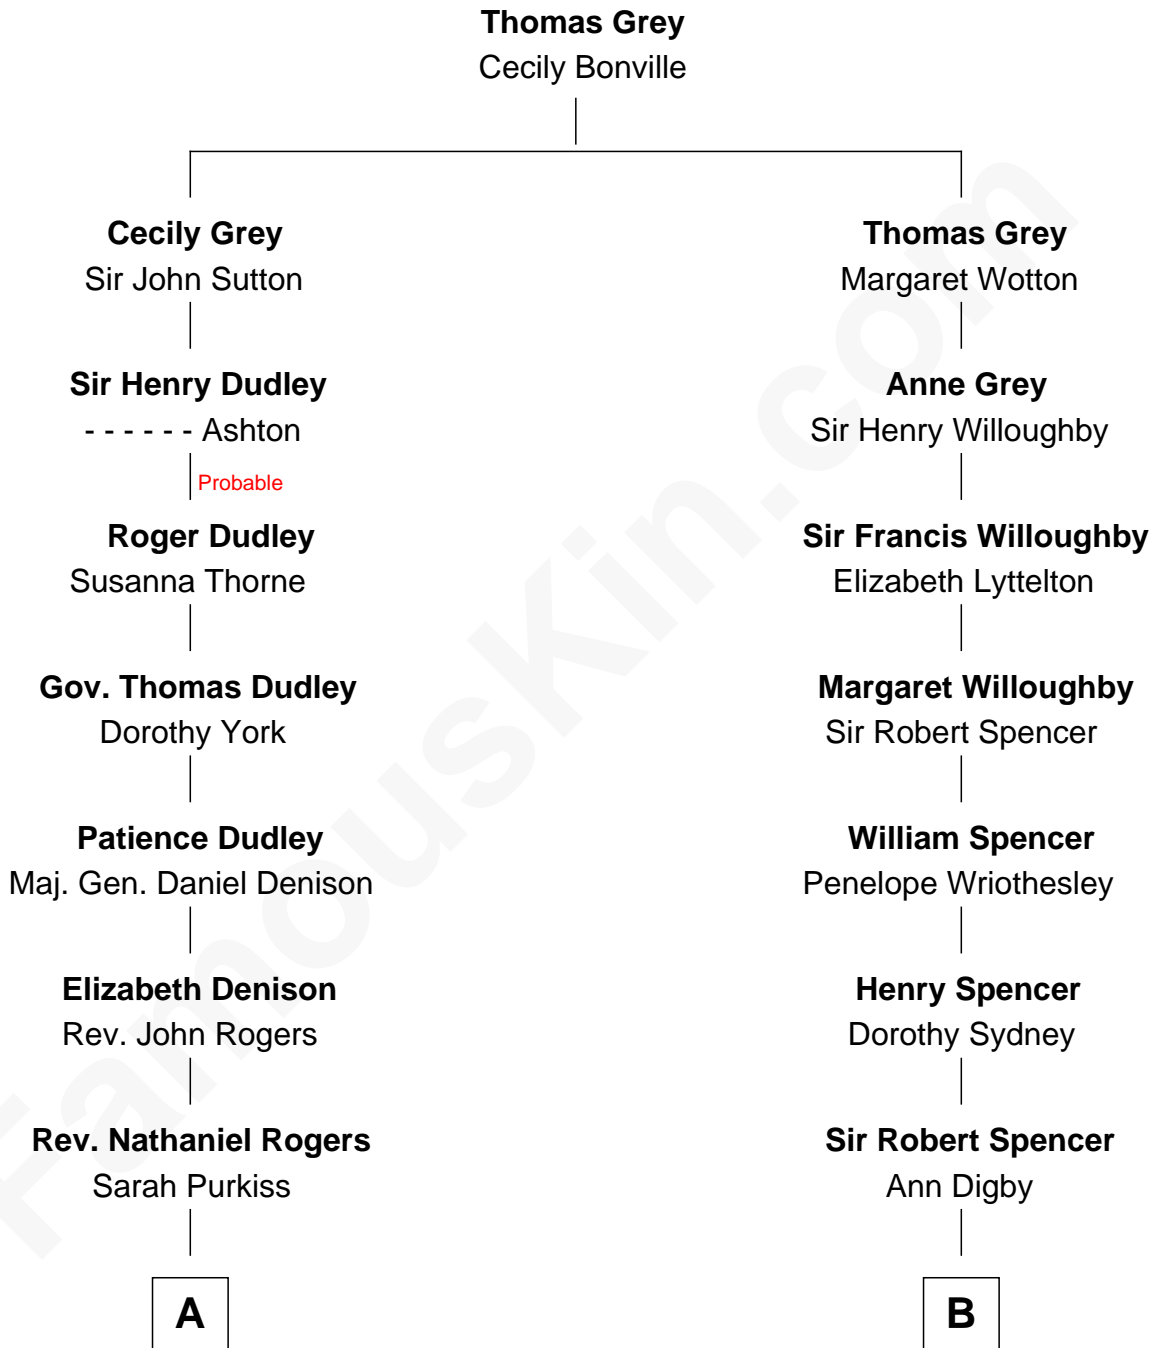 Thomas Grey
Cecily Bonville
Cecily Grey
Sir John Sutton
Sir Henry Dudley
- - - - - - Ashton
Probable
Roger Dudley
Susanna Thorne
Gov. Thomas Dudley
Dorothy York
Patience Dudley
Maj. Gen. Daniel Denison
Elizabeth Denison
Rev. John Rogers
Rev. Nathaniel Rogers
Sarah Purkiss
A
Thomas Grey
Margaret Wotton
Anne Grey
Sir Henry Willoughby
Sir Francis Willoughby
Elizabeth Lyttelton
Margaret Willoughby
Sir Robert Spencer
William Spencer
Penelope Wriothesley
Henry Spencer
Dorothy Sydney
Sir Robert Spencer
Ann Digby
B
FamousKin.com